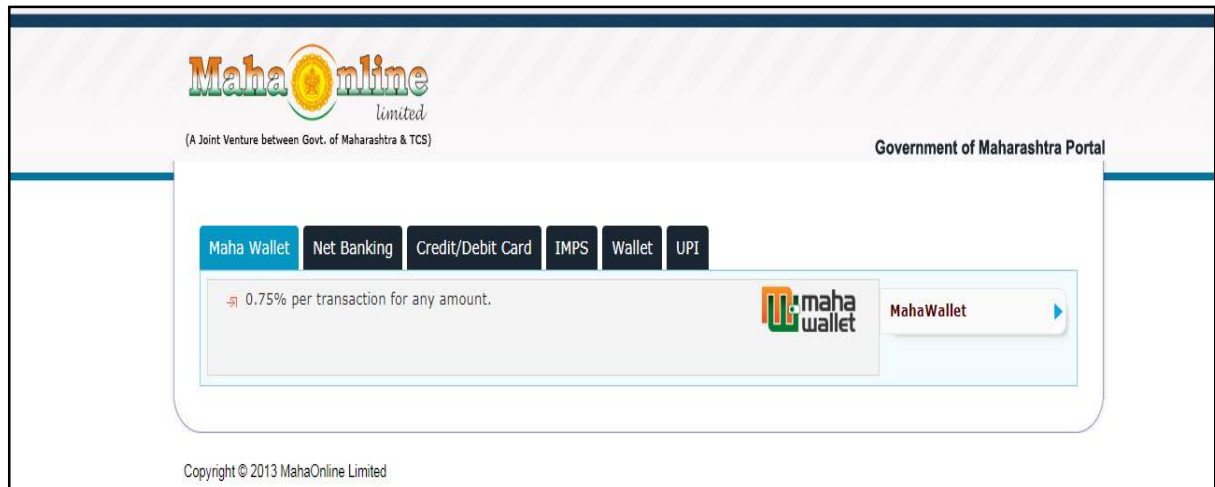 MahaOnline
limited
(A Joint Venture between Govt. of Maharashtra & TCS)
Government of Maharashtra Portal
Maha Wallet Net Banking Credit/Debit Card IMPS Wallet UPI
0.75% per transaction for any amount.
maha
wallet
MahaWallet
Copyright © 2013 MahaOnline Limited